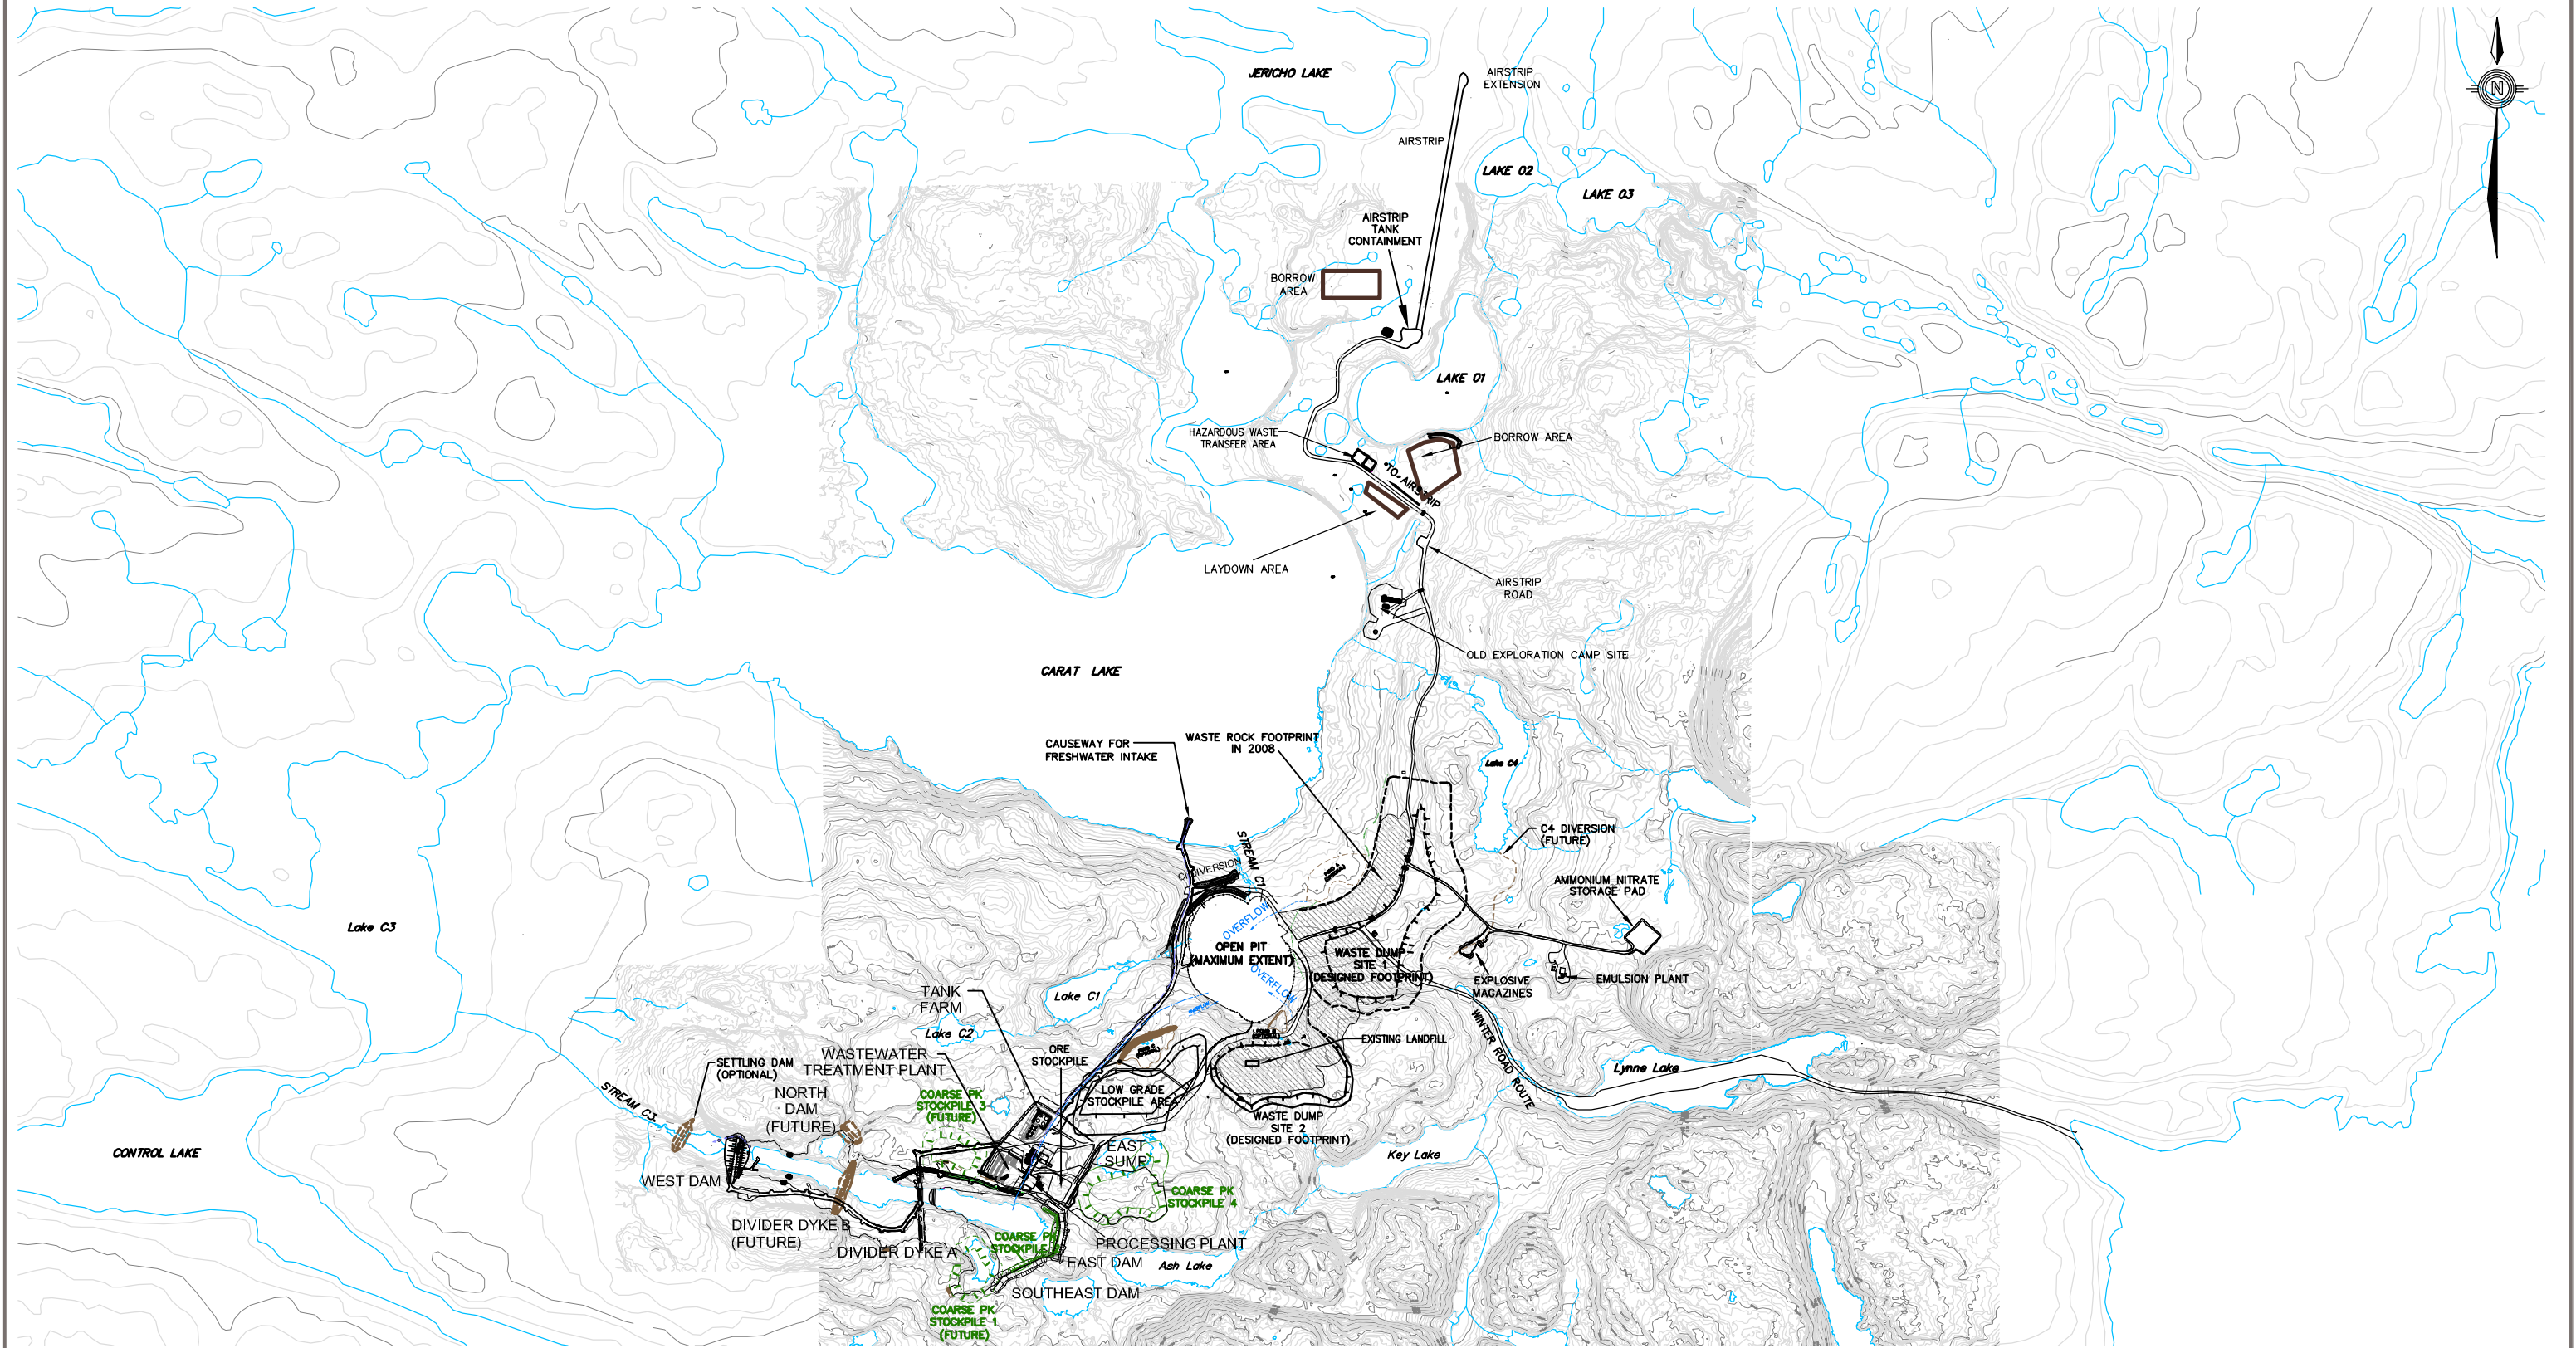 JERICHO LAKE
AIRSTRIP
EXTENSION
N
AIRSTRIP
LAKE 02
LAKE 03
AIRSTRIP
TANK
CONTAINMENT
BORROW
AREA
LAKE 01
HAZARDOUS WASTE
TRANSFER AREA
BORROW AREA
TO AIRSTRIP
LAYDOWN AREA
AIRSTRIP
ROAD
OLD EXPLORATION CAMP SITE
CARAT LAKE
CAUSEWAY FOR
FRESHWATER INTAKE
WASTE ROCK FOOTPRINT
IN 2008
Lake C4
STREAM C1
C4 DIVERSION
(FUTURE)
C1 DIVERSION
AMMONIUM NITRATE
STORAGE PAD
OVERFLOW
Lake C3
OPEN PIT
(MAXIMUM EXTENT)
WASTE DUMP
SITE 1
(DESIGNED FOOTPRINT)
OVERFLOW
EXPLOSIVE
MAGAZINES
EMULSION PLANT
TANK
FARM
Lake C1
Lake C2
WINTER ROAD ROUTE
EXISTING LANDFILL
ORE
STOCKPILE
WASTEWATER
TREATMENT PLANT
SETTLING DAM
(OPTIONAL)
Lynne Lake
STREAM C3
NORTH
DAM
(FUTURE)
COARSE PK
STOCKPILE 3
(FUTURE)
LOW GRADE
STOCKPILE AREA
WASTE DUMP
SITE 2
(DESIGNED FOOTPRINT)
CONTROL LAKE
EAST
SUMP
Key Lake
WEST DAM
COARSE PK
STOCKPILE 4
DIVIDER DYKE B
(FUTURE)
DIVIDER DYKE A
COARSE PK
STOCKPILE
PROCESSING PLANT
EAST DAM
Ash Lake
SOUTHEAST DAM
COARSE PK
STOCKPILE 1
(FUTURE)